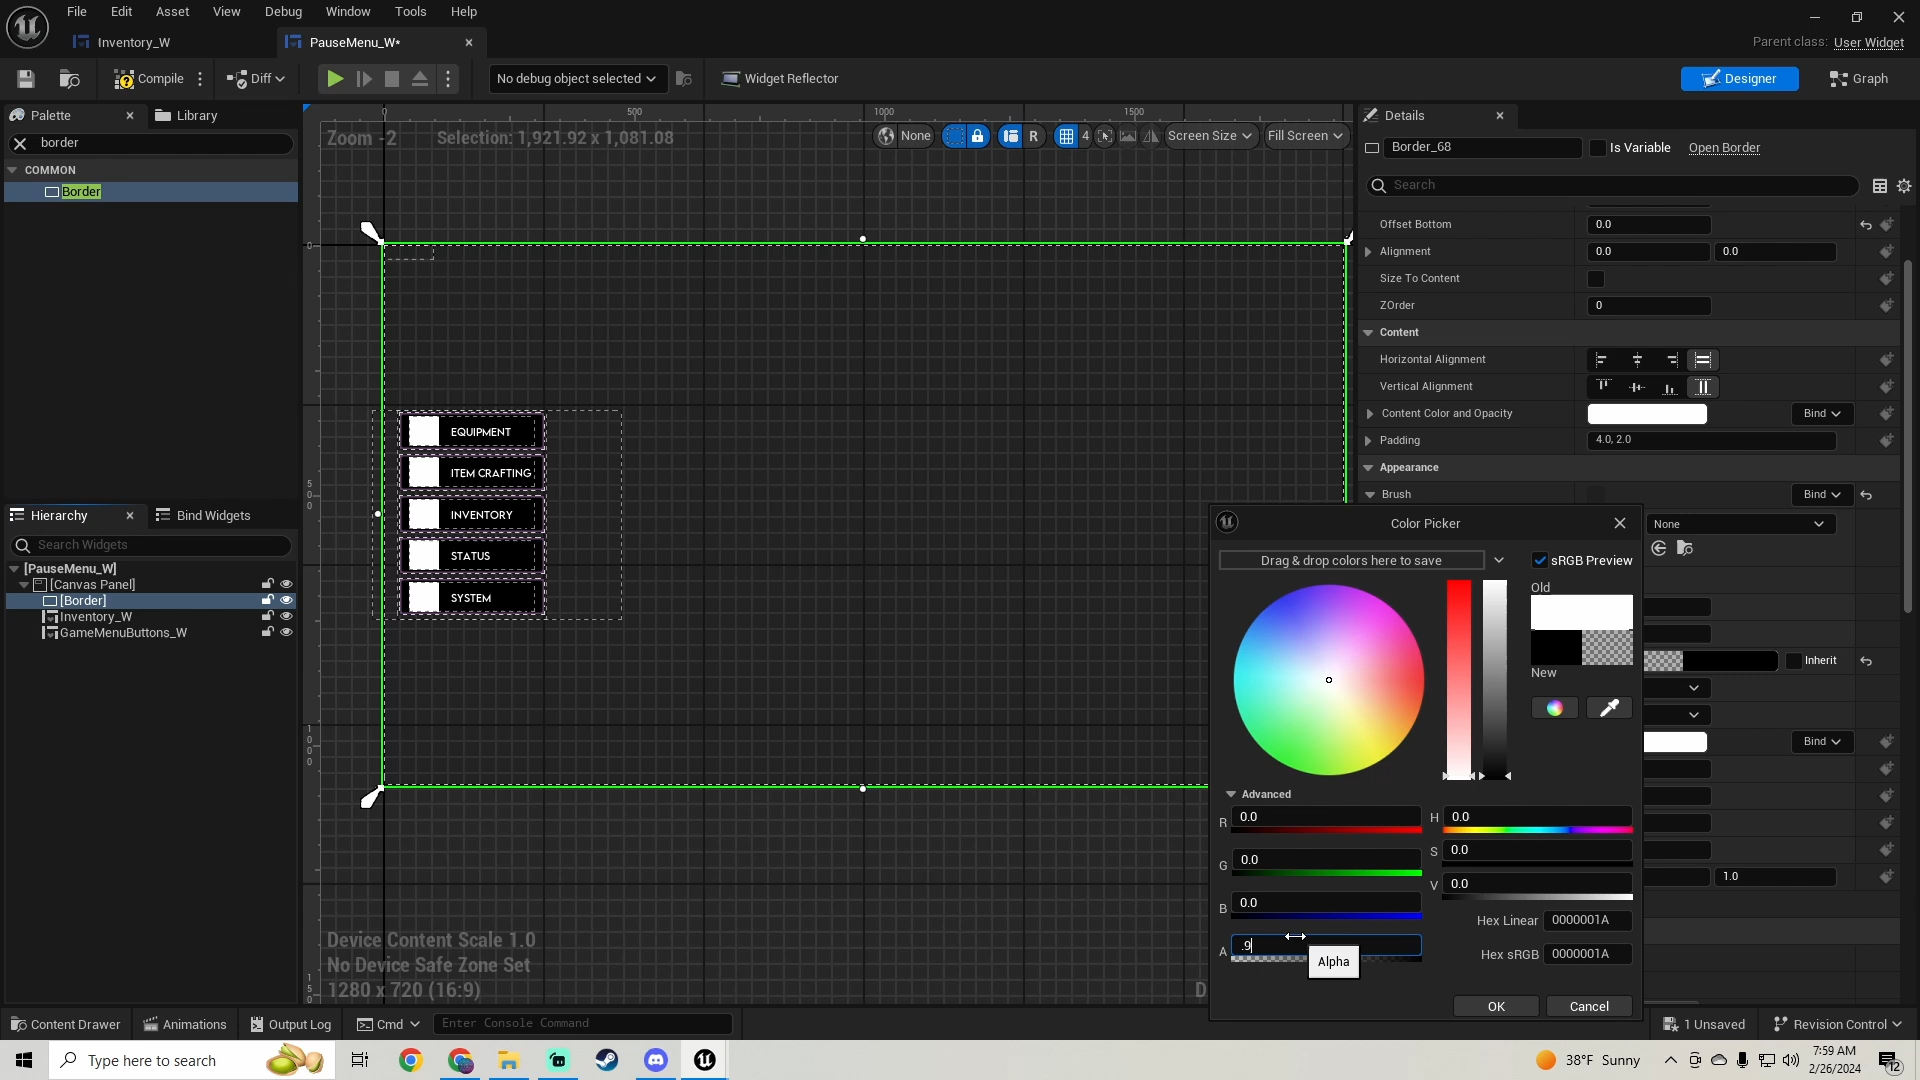 File Edit Asset View Debug Window Tools Help
Inventory_W
PauseMenu_W*
Parent class: User Widget
Compile
Diff
No debug object selected
Widget Reflector
Designer
Graph
Palette
Library
border
COMMON
Border
Hierarchy
Bind Widgets
Search Widgets
[PauseMenu_W]
[Canvas Panel]
[Border]
Inventory_W
GameMenuButtons_W
0 500 1000 1500
Zoom -2
Selection: 1,921.92 x 1,081.08
None
R
4
Screen Size
Fill Screen
EQUIPMENT
ITEM CRAFTING
INVENTORY
STATUS
SYSTEM
Device Content Scale 1.0
No Device Safe Zone Set
1280 x 720 (16:9)
D
Details
Border_68
Is Variable
Open Border
Search
Offset Bottom 0.0
Alignment 0.0 0.0
Size To Content
ZOrder 0
Content
Horizontal Alignment
Vertical Alignment
Content Color and Opacity Bind
Padding 4.0, 2.0
Appearance
Brush Bind
None
Inherit
Bind
1.0
Color Picker
Drag & drop colors here to save
sRGB Preview
Old
New
Advanced
R 0.0
G 0.0
B 0.0
A .9
H 0.0
S 0.0
V 0.0
Hex Linear 0000001A
Hex sRGB 0000001A
Alpha
OK
Cancel
Content Drawer
Animations
Output Log
Cmd
Enter Console Command
1 Unsaved
Revision Control
Type here to search
38°F Sunny
7:59 AM
2/26/2024
12